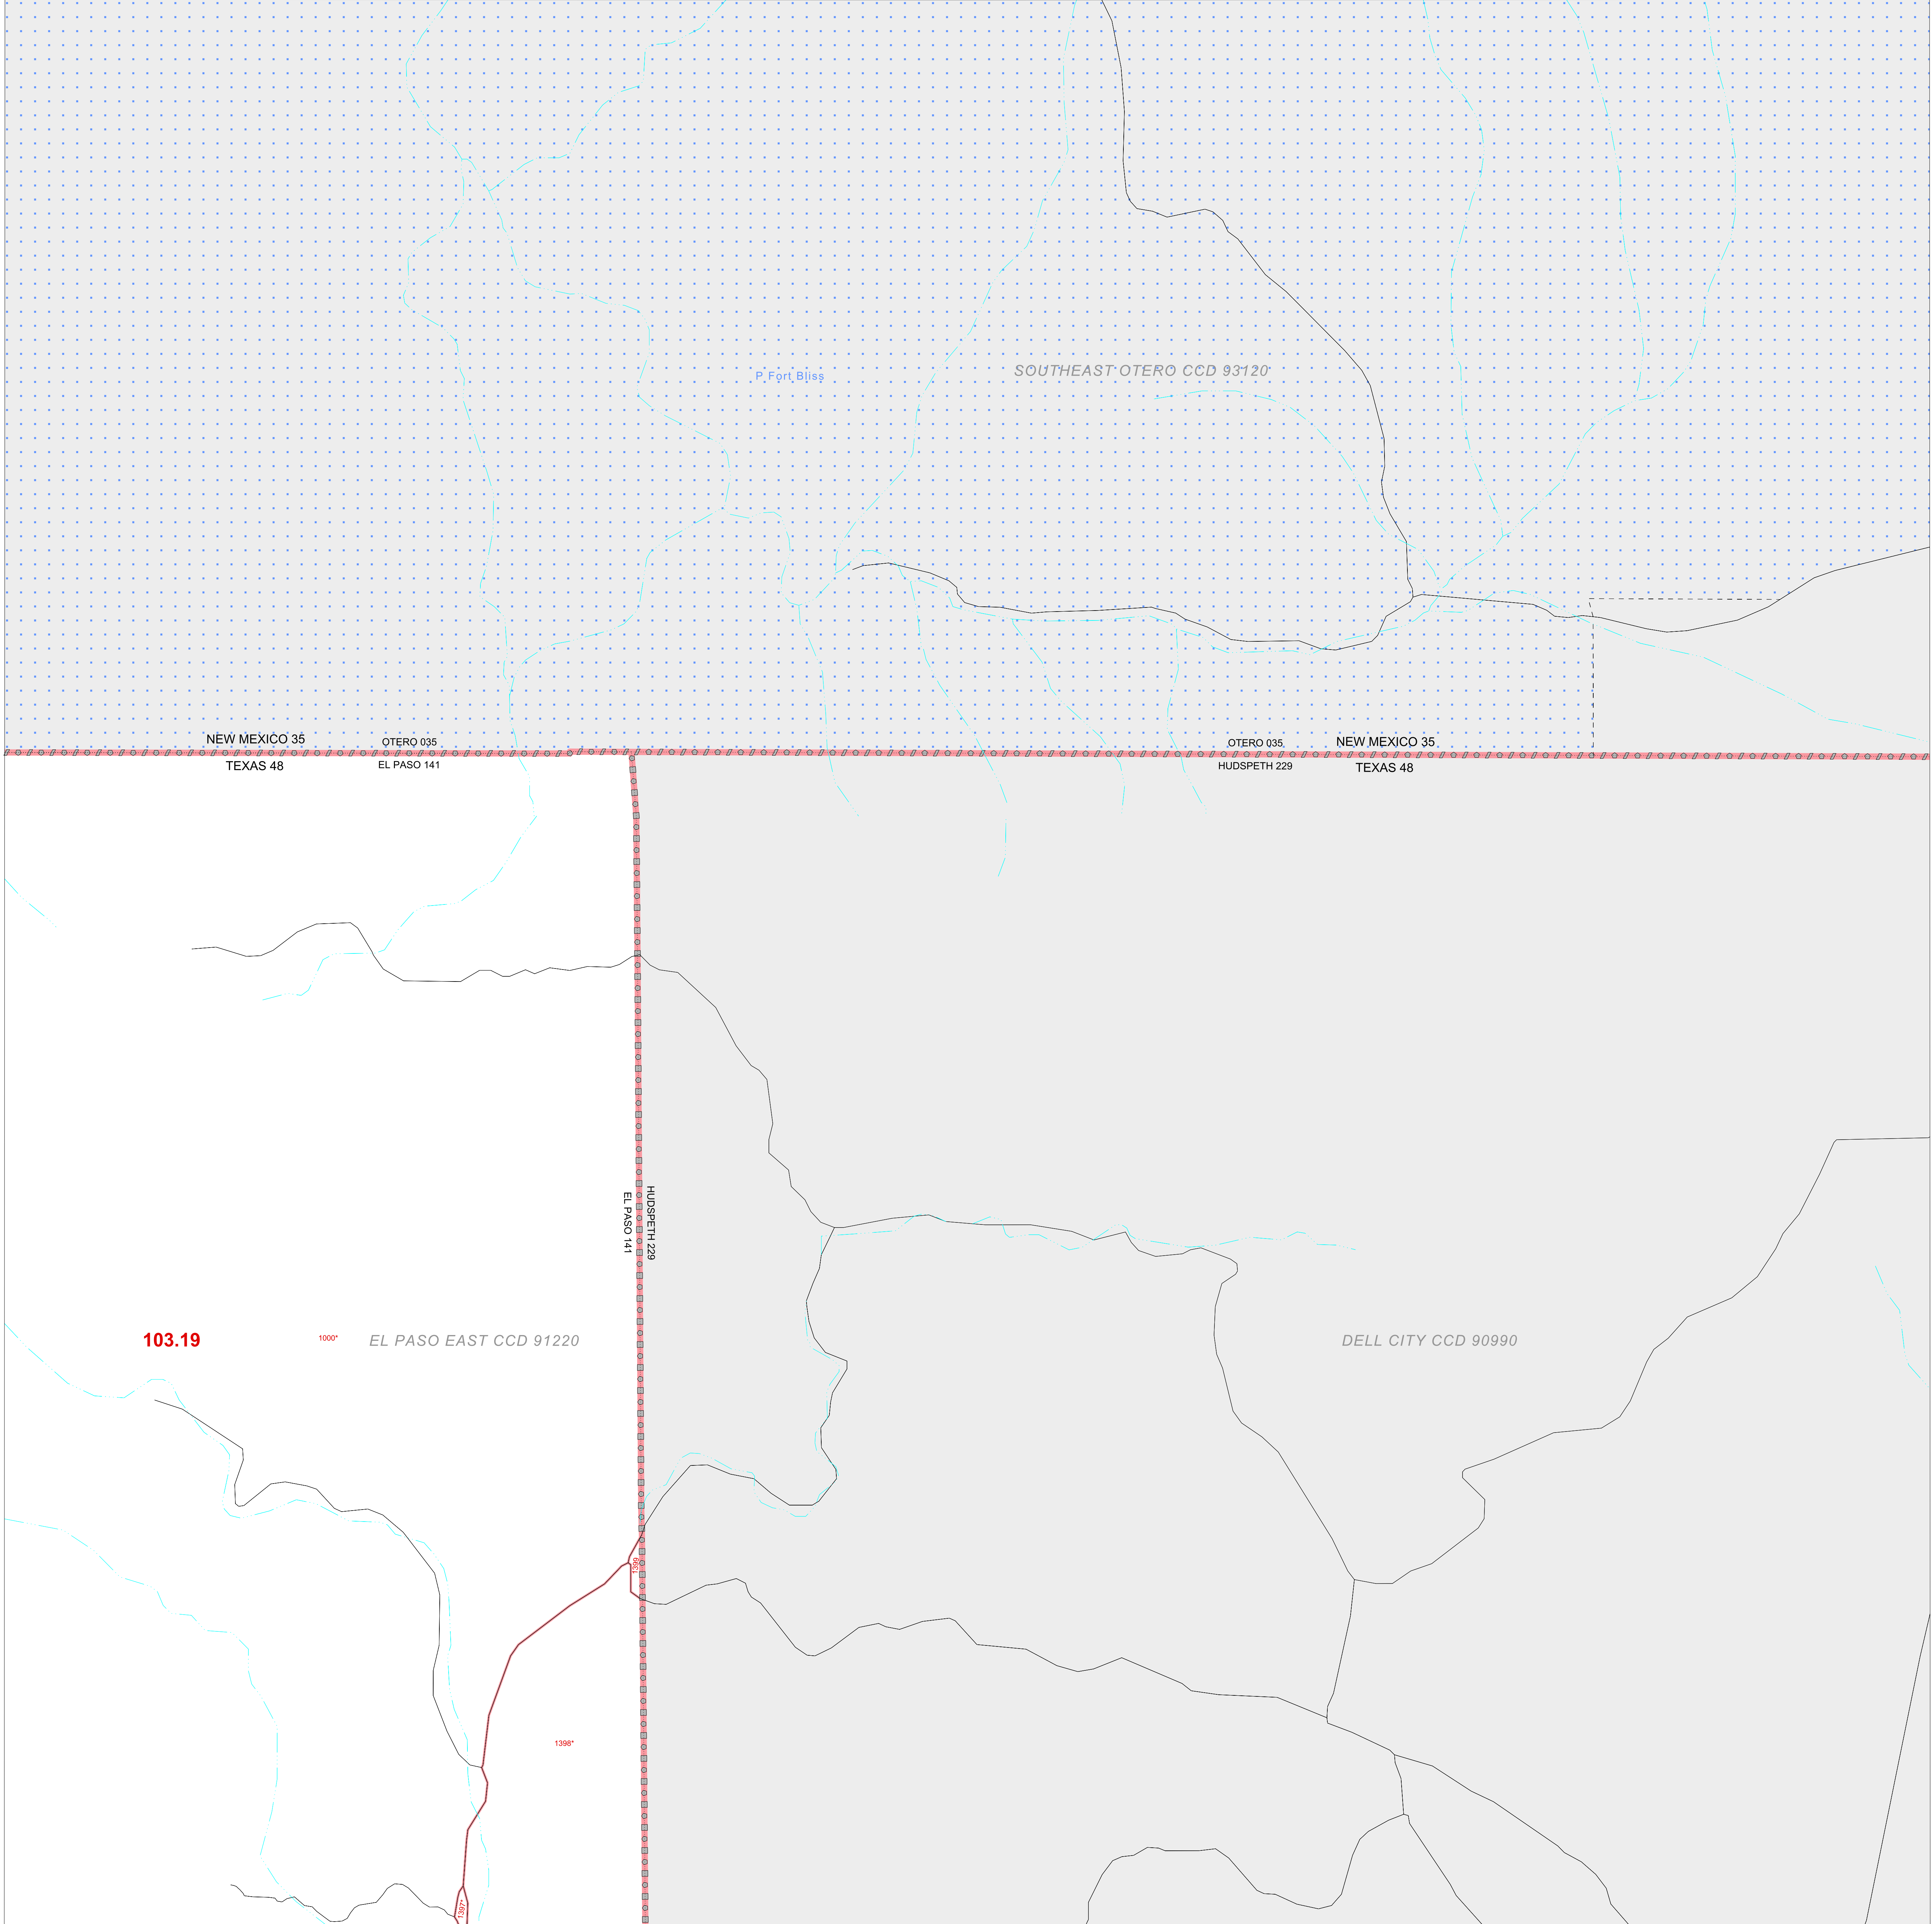 P Fort Bliss
SOUTHEAST OTERO CCD 93120
NEW MEXICO 35
OTERO 035
TEXAS 48
EL PASO 141
OTERO 035
NEW MEXICO 35
HUDSPETH 229
TEXAS 48
EL PASO 141
HUDSPETH 229
103.19
1000*
EL PASO EAST CCD 91220
DELL CITY CCD 90990
1399
1398*
1397*